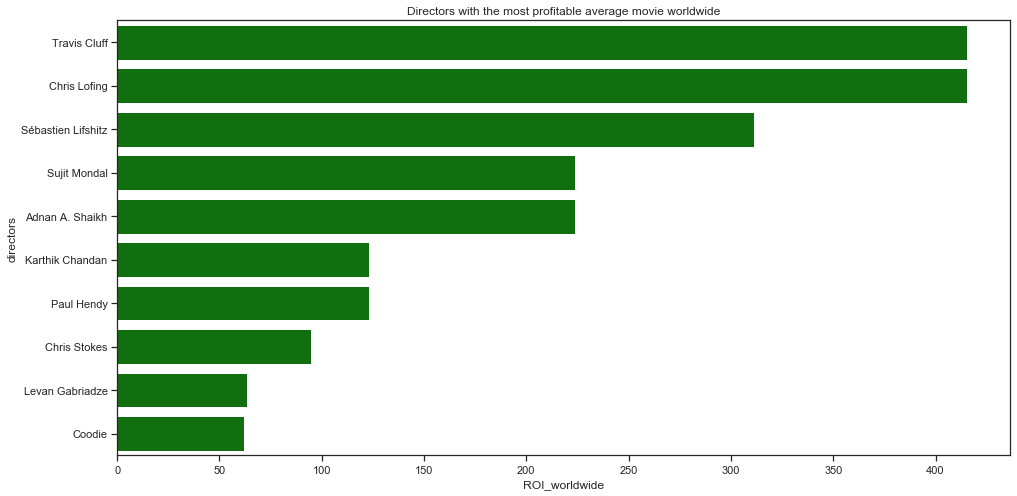 Directors with the most profitable average movie worldwide
directors
Travis Cluff
Chris Lofing
Sébastien Lifshitz
Sujit Mondal
Adnan A. Shaikh
Karthik Chandan
Paul Hendy
Chris Stokes
Levan Gabriadze
Coodie
0 50 100 150 200 250 300 350 400
ROI_worldwide